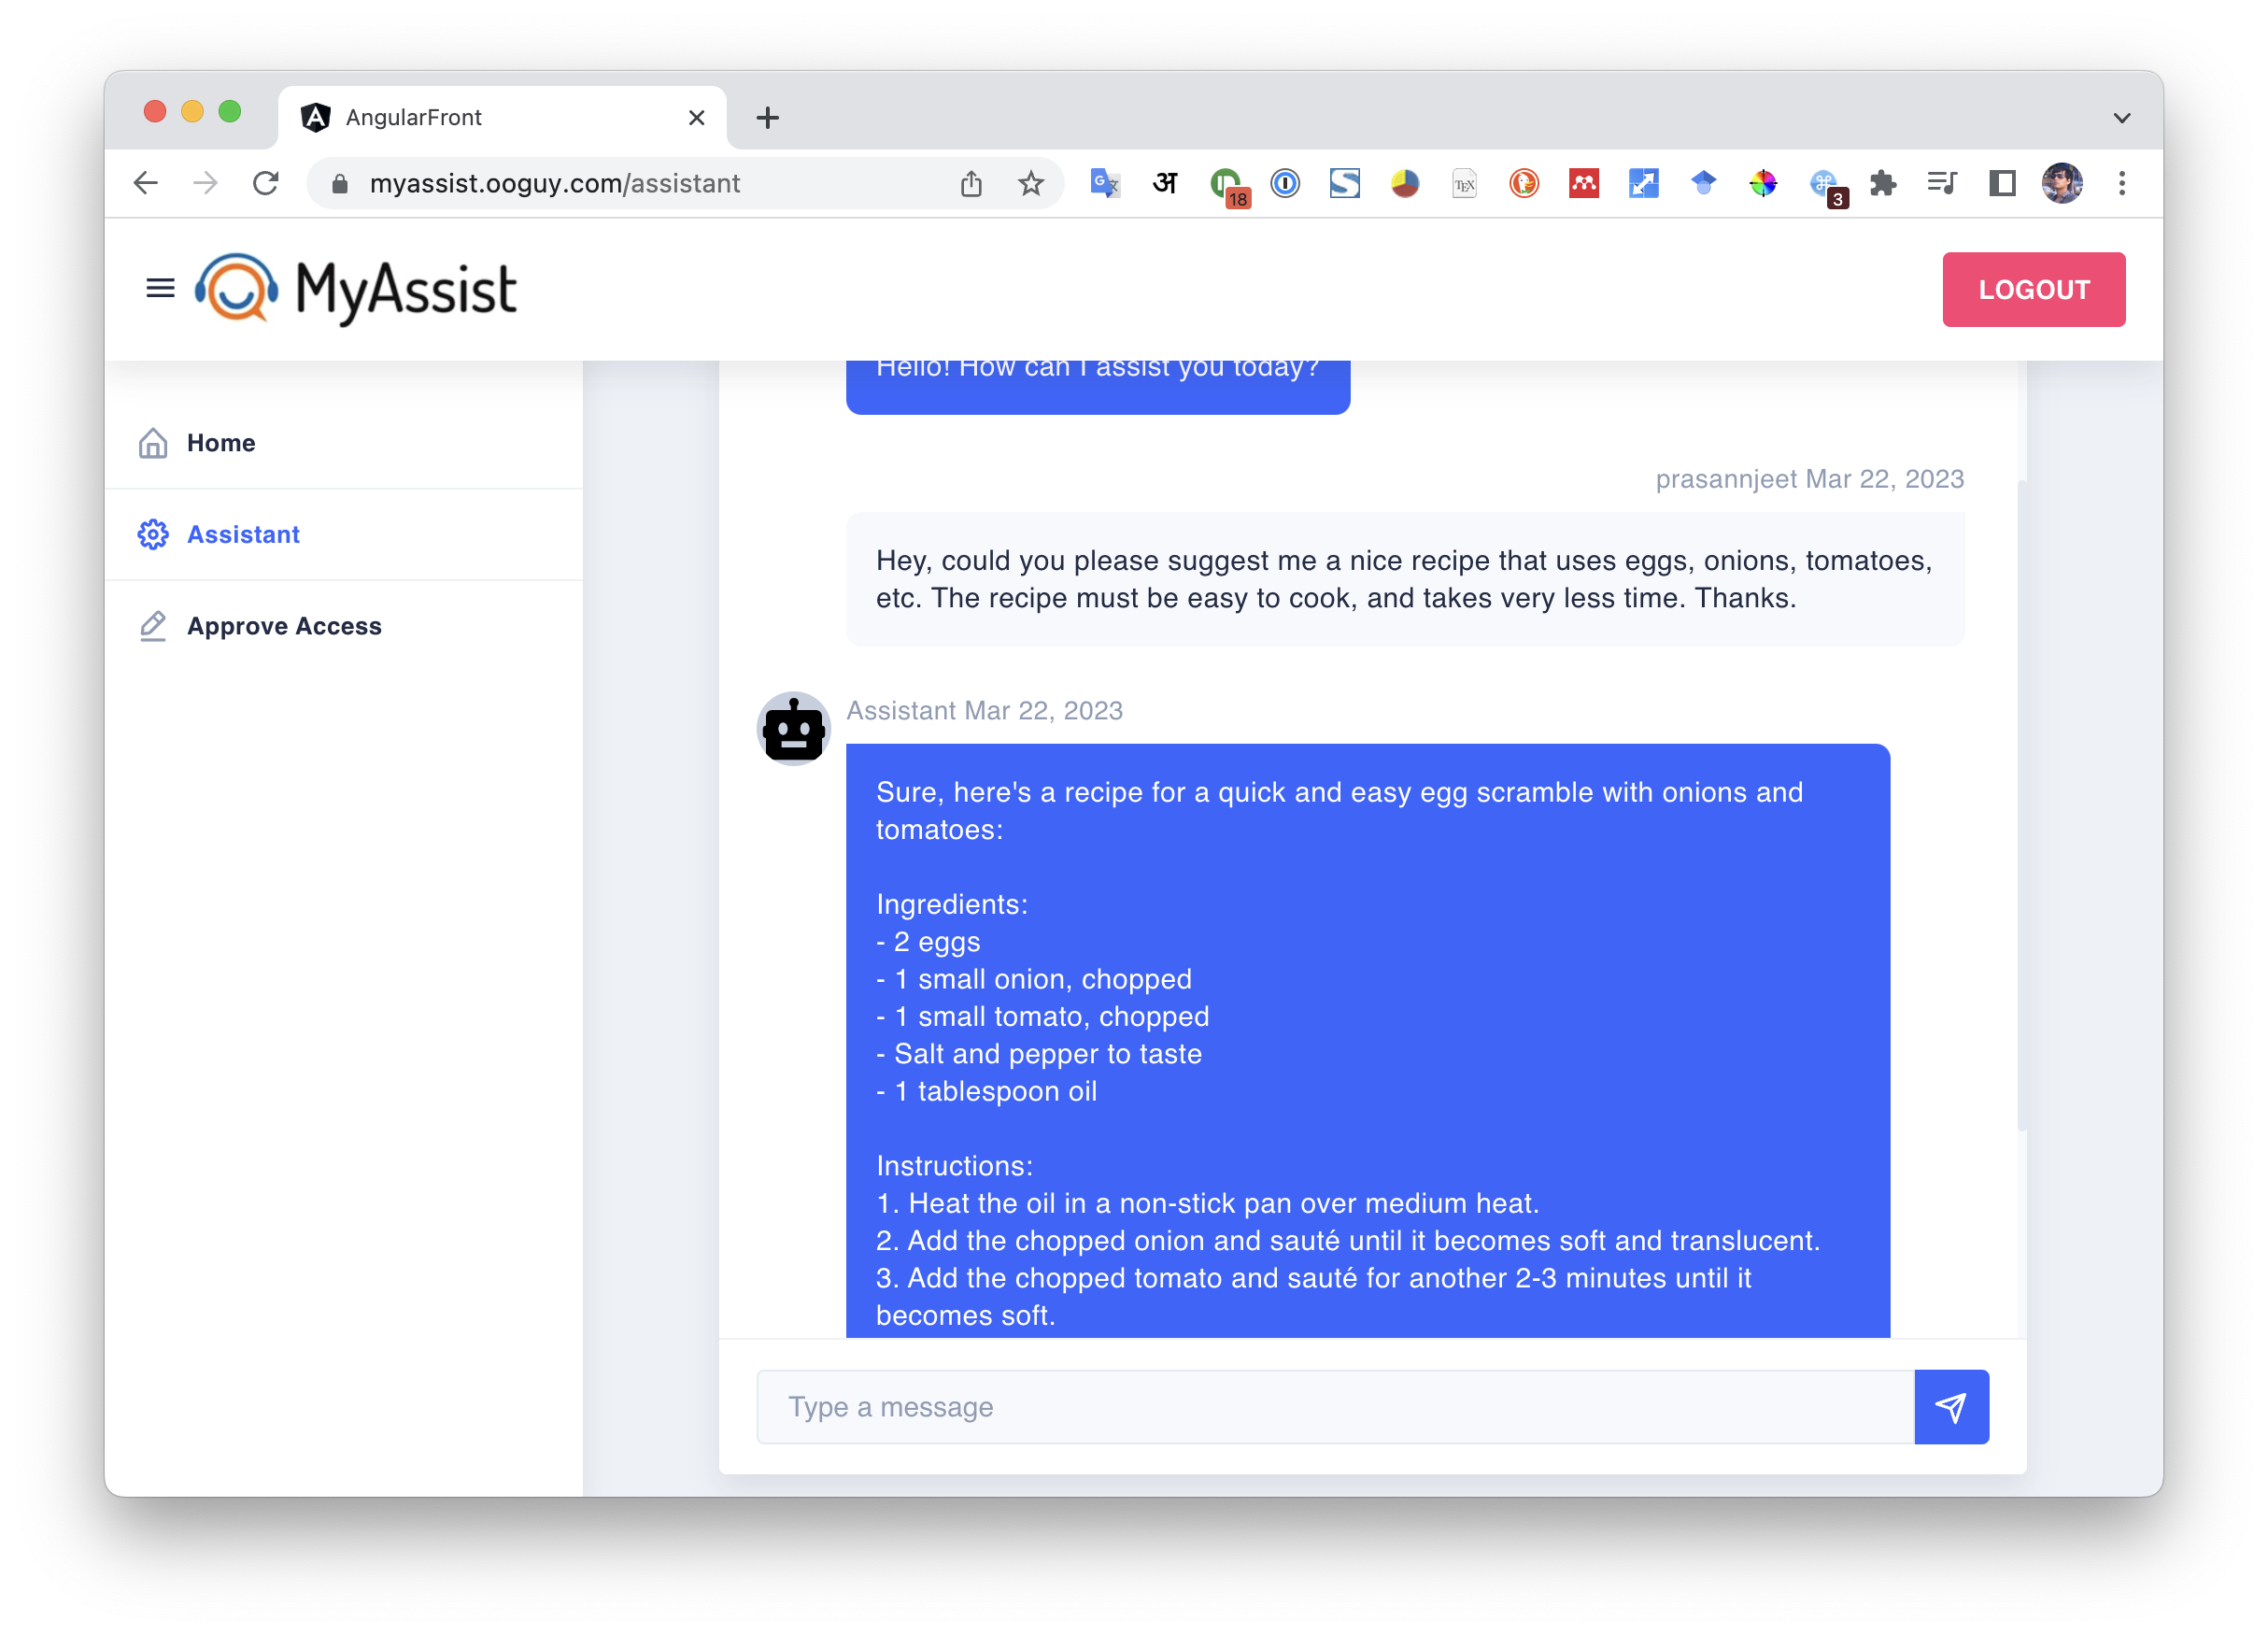 AngularFront
myassist.ooguy.com/assistant
अ
18
TEX
3
MyAssist
LOGOUT
Home
Assistant
Approve Access
Hello! How can I assist you today?
prasannjeet Mar 22, 2023
Hey, could you please suggest me a nice recipe that uses eggs, onions, tomatoes,
etc. The recipe must be easy to cook, and takes very less time. Thanks.
Assistant Mar 22, 2023
Sure, here's a recipe for a quick and easy egg scramble with onions and
tomatoes:
Ingredients:
- 2 eggs
- 1 small onion, chopped
- 1 small tomato, chopped
- Salt and pepper to taste
- 1 tablespoon oil
Instructions:
1. Heat the oil in a non-stick pan over medium heat.
2. Add the chopped onion and sauté until it becomes soft and translucent.
3. Add the chopped tomato and sauté for another 2-3 minutes until it
becomes soft.
Type a message